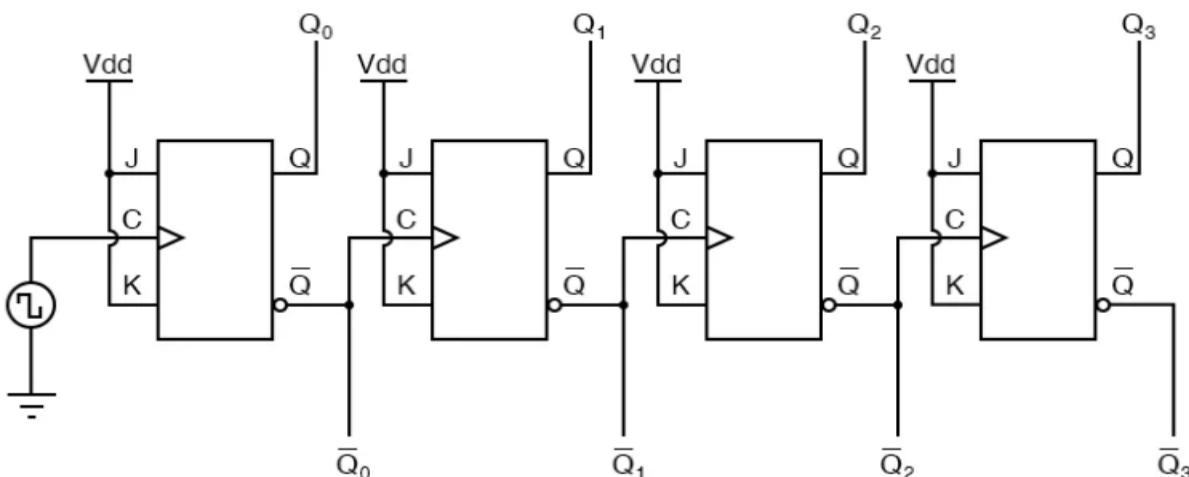 Q₀ Q₁ Q₂ Q₃
Vdd Vdd Vdd Vdd
J Q J Q J Q J Q
C C C C
K Q̅ K Q̅ K Q̅ K Q̅
Q̅₀ Q̅₁ Q̅₂ Q̅₃